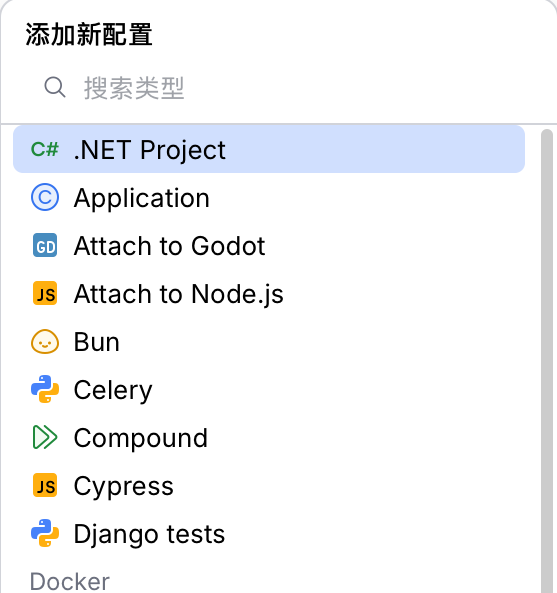 添加新配置
搜索类型
C# .NET Project
C Application
GD Attach to Godot
JS Attach to Node.js
Bun
Celery
Compound
JS Cypress
Django tests
Docker